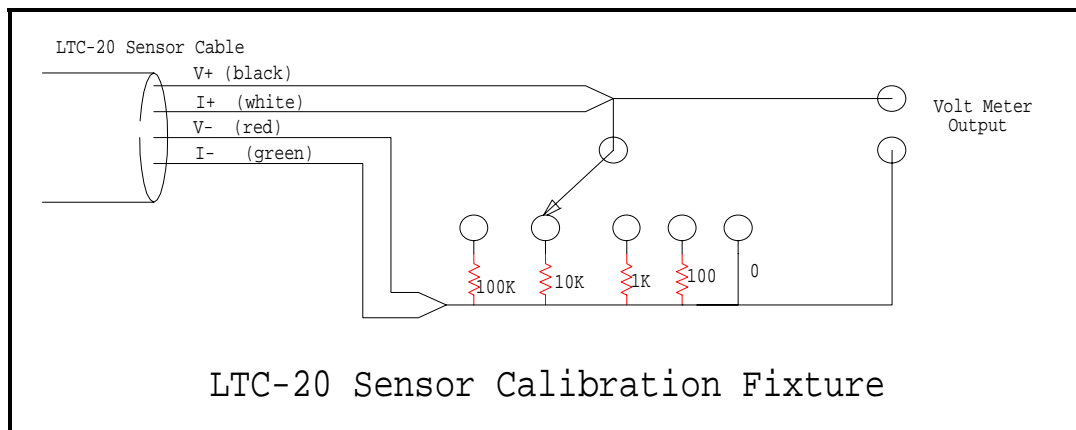 LTC-20 Sensor Cable
V+ (black)
I+ (white)
V- (red)
I- (green)
Volt Meter
Output
100K
10K
1K
100
0
LTC-20 Sensor Calibration Fixture